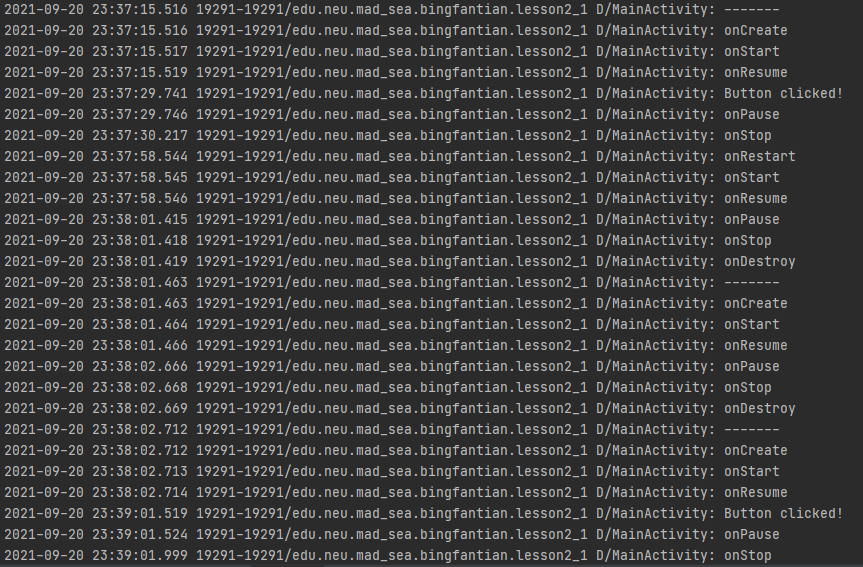 2021-09-20 23:37:15.516 19291-19291/edu.neu.mad_sea.bingfantian.lesson2_1 D/MainActivity: -------
2021-09-20 23:37:15.516 19291-19291/edu.neu.mad_sea.bingfantian.lesson2_1 D/MainActivity: onCreate
2021-09-20 23:37:15.517 19291-19291/edu.neu.mad_sea.bingfantian.lesson2_1 D/MainActivity: onStart
2021-09-20 23:37:15.519 19291-19291/edu.neu.mad_sea.bingfantian.lesson2_1 D/MainActivity: onResume
2021-09-20 23:37:29.741 19291-19291/edu.neu.mad_sea.bingfantian.lesson2_1 D/MainActivity: Button clicked!
2021-09-20 23:37:29.746 19291-19291/edu.neu.mad_sea.bingfantian.lesson2_1 D/MainActivity: onPause
2021-09-20 23:37:30.217 19291-19291/edu.neu.mad_sea.bingfantian.lesson2_1 D/MainActivity: onStop
2021-09-20 23:37:58.544 19291-19291/edu.neu.mad_sea.bingfantian.lesson2_1 D/MainActivity: onRestart
2021-09-20 23:37:58.545 19291-19291/edu.neu.mad_sea.bingfantian.lesson2_1 D/MainActivity: onStart
2021-09-20 23:37:58.546 19291-19291/edu.neu.mad_sea.bingfantian.lesson2_1 D/MainActivity: onResume
2021-09-20 23:38:01.415 19291-19291/edu.neu.mad_sea.bingfantian.lesson2_1 D/MainActivity: onPause
2021-09-20 23:38:01.418 19291-19291/edu.neu.mad_sea.bingfantian.lesson2_1 D/MainActivity: onStop
2021-09-20 23:38:01.419 19291-19291/edu.neu.mad_sea.bingfantian.lesson2_1 D/MainActivity: onDestroy
2021-09-20 23:38:01.463 19291-19291/edu.neu.mad_sea.bingfantian.lesson2_1 D/MainActivity: -------
2021-09-20 23:38:01.463 19291-19291/edu.neu.mad_sea.bingfantian.lesson2_1 D/MainActivity: onCreate
2021-09-20 23:38:01.464 19291-19291/edu.neu.mad_sea.bingfantian.lesson2_1 D/MainActivity: onStart
2021-09-20 23:38:01.466 19291-19291/edu.neu.mad_sea.bingfantian.lesson2_1 D/MainActivity: onResume
2021-09-20 23:38:02.666 19291-19291/edu.neu.mad_sea.bingfantian.lesson2_1 D/MainActivity: onPause
2021-09-20 23:38:02.668 19291-19291/edu.neu.mad_sea.bingfantian.lesson2_1 D/MainActivity: onStop
2021-09-20 23:38:02.669 19291-19291/edu.neu.mad_sea.bingfantian.lesson2_1 D/MainActivity: onDestroy
2021-09-20 23:38:02.712 19291-19291/edu.neu.mad_sea.bingfantian.lesson2_1 D/MainActivity: -------
2021-09-20 23:38:02.712 19291-19291/edu.neu.mad_sea.bingfantian.lesson2_1 D/MainActivity: onCreate
2021-09-20 23:38:02.713 19291-19291/edu.neu.mad_sea.bingfantian.lesson2_1 D/MainActivity: onStart
2021-09-20 23:38:02.714 19291-19291/edu.neu.mad_sea.bingfantian.lesson2_1 D/MainActivity: onResume
2021-09-20 23:39:01.519 19291-19291/edu.neu.mad_sea.bingfantian.lesson2_1 D/MainActivity: Button clicked!
2021-09-20 23:39:01.524 19291-19291/edu.neu.mad_sea.bingfantian.lesson2_1 D/MainActivity: onPause
2021-09-20 23:39:01.999 19291-19291/edu.neu.mad_sea.bingfantian.lesson2_1 D/MainActivity: onStop